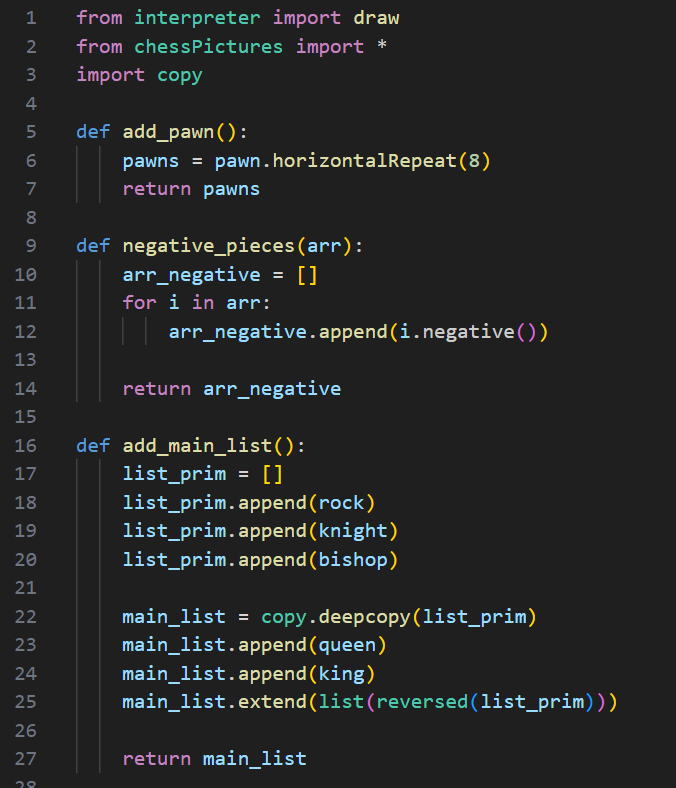 1 from interpreter import draw
2 from chessPictures import *
3 import copy
4
5 def add_pawn():
6     pawns = pawn.horizontalRepeat(8)
7     return pawns
8
9 def negative_pieces(arr):
10     arr_negative = []
11     for i in arr:
12         arr_negative.append(i.negative())
13
14     return arr_negative
15
16 def add_main_list():
17     list_prim = []
18     list_prim.append(rock)
19     list_prim.append(knight)
20     list_prim.append(bishop)
21
22     main_list = copy.deepcopy(list_prim)
23     main_list.append(queen)
24     main_list.append(king)
25     main_list.extend(list(reversed(list_prim)))
26
27     return main_list
28